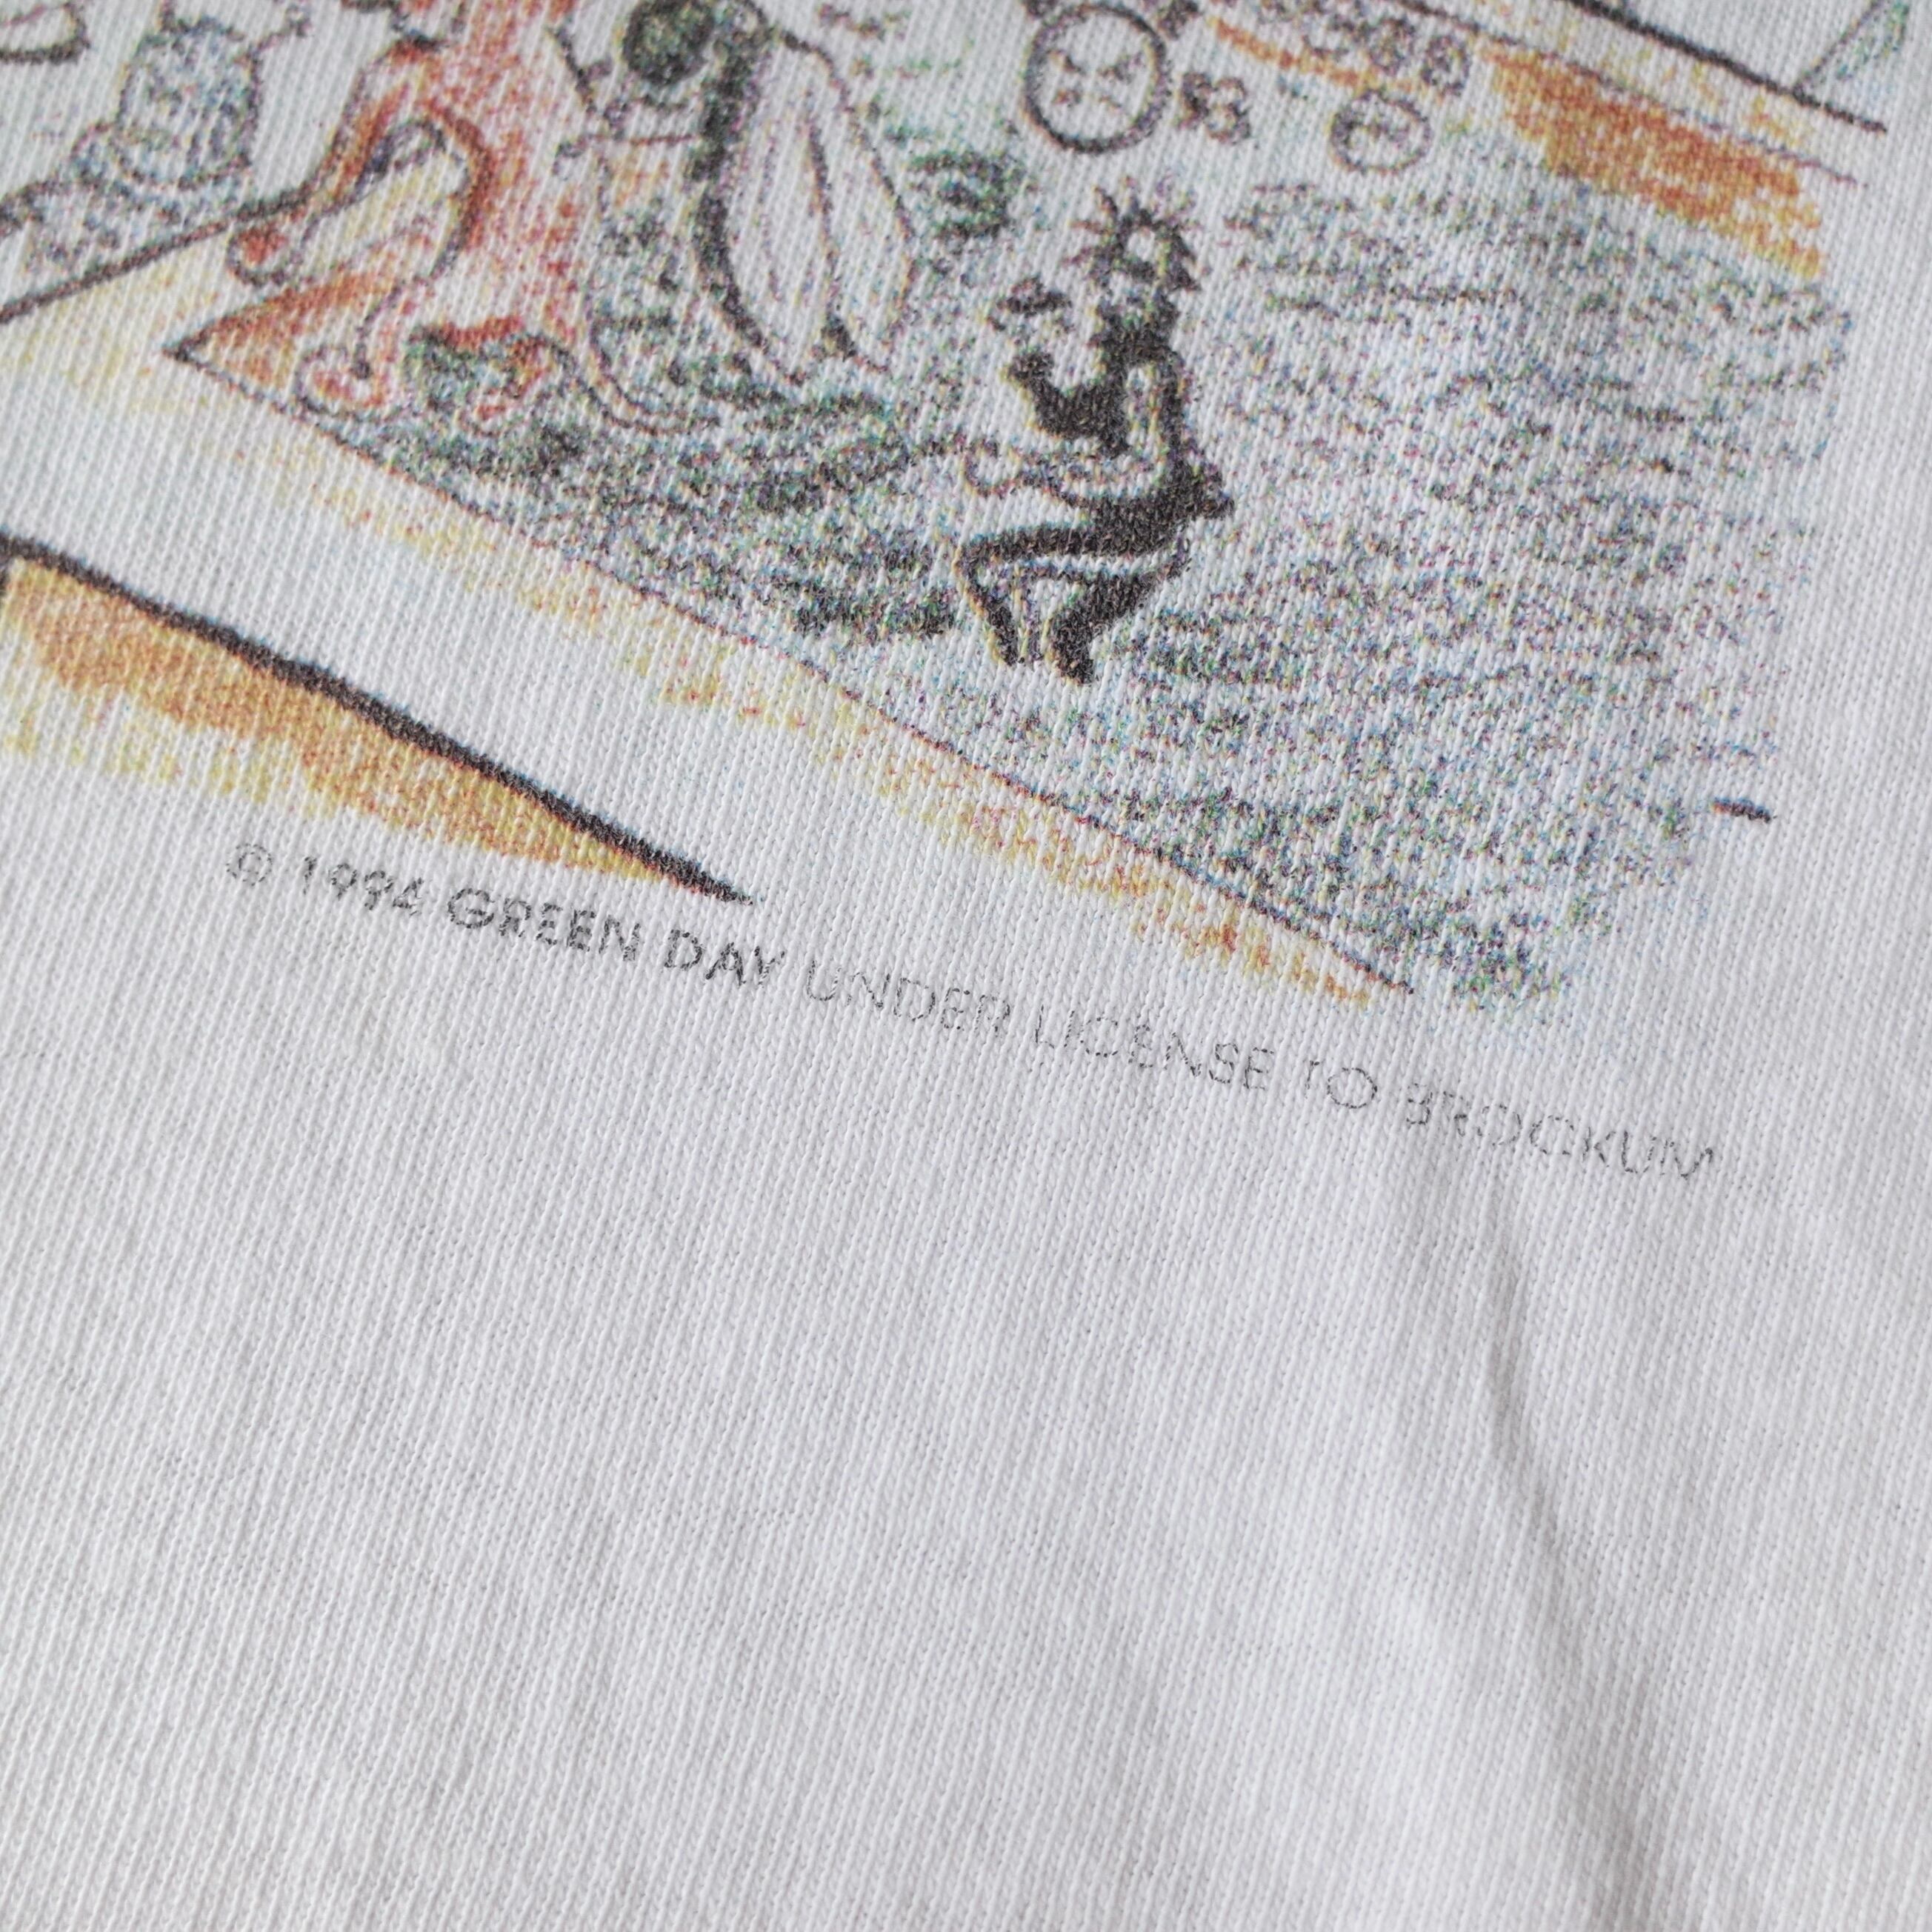 © 1994 GREEN DAY UNDER LICENSE TO BROCKUM